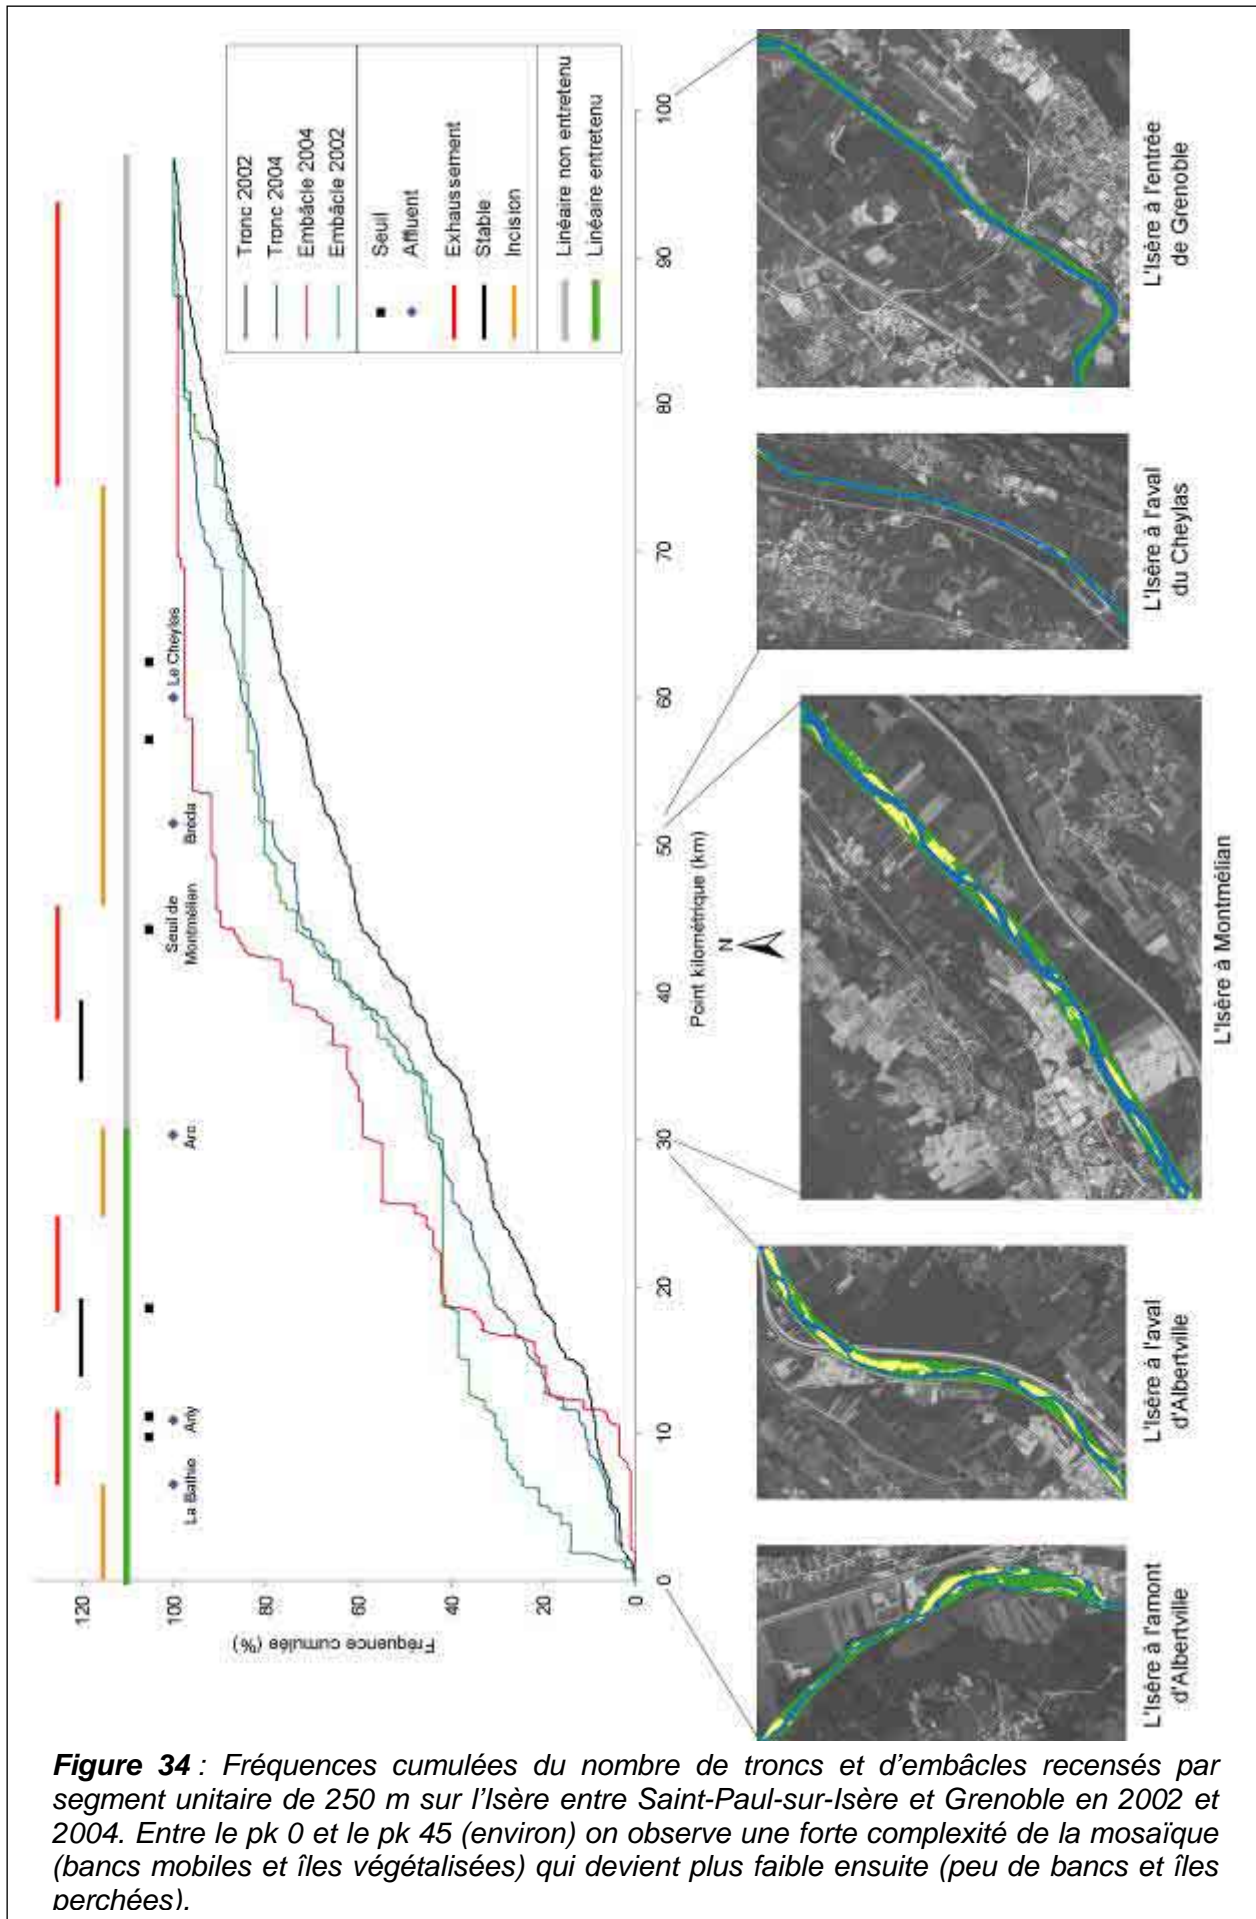 Fréquence cumulée (%)
120
100
80
60
40
20
0
0
10
20
30
40
50
60
70
80
90
100
Point kilométrique (km)
N
La Bathie
Arly
Arc
Seuil de
Montmélian
Bréda
Le Cheylas
Tronc 2002
Tronc 2004
Embâcle 2004
Embâcle 2002
Seuil
Affluent
Exhaussement
Stable
Incision
Linéaire non entretenu
Linéaire entretenu
L'Isère à l'amont
d'Albertville
L'Isère à l'aval
d'Albertville
L'Isère à Montmélian
L'Isère à l'aval
du Cheylas
L'Isère à l'entrée
de Grenoble
Figure 34 : Fréquences cumulées du nombre de troncs et d'embâcles recensés par
segment unitaire de 250 m sur l'Isère entre Saint-Paul-sur-Isère et Grenoble en 2002 et
2004. Entre le pk 0 et le pk 45 (environ) on observe une forte complexité de la mosaïque
(bancs mobiles et îles végétalisées) qui devient plus faible ensuite (peu de bancs et îles
perchées).